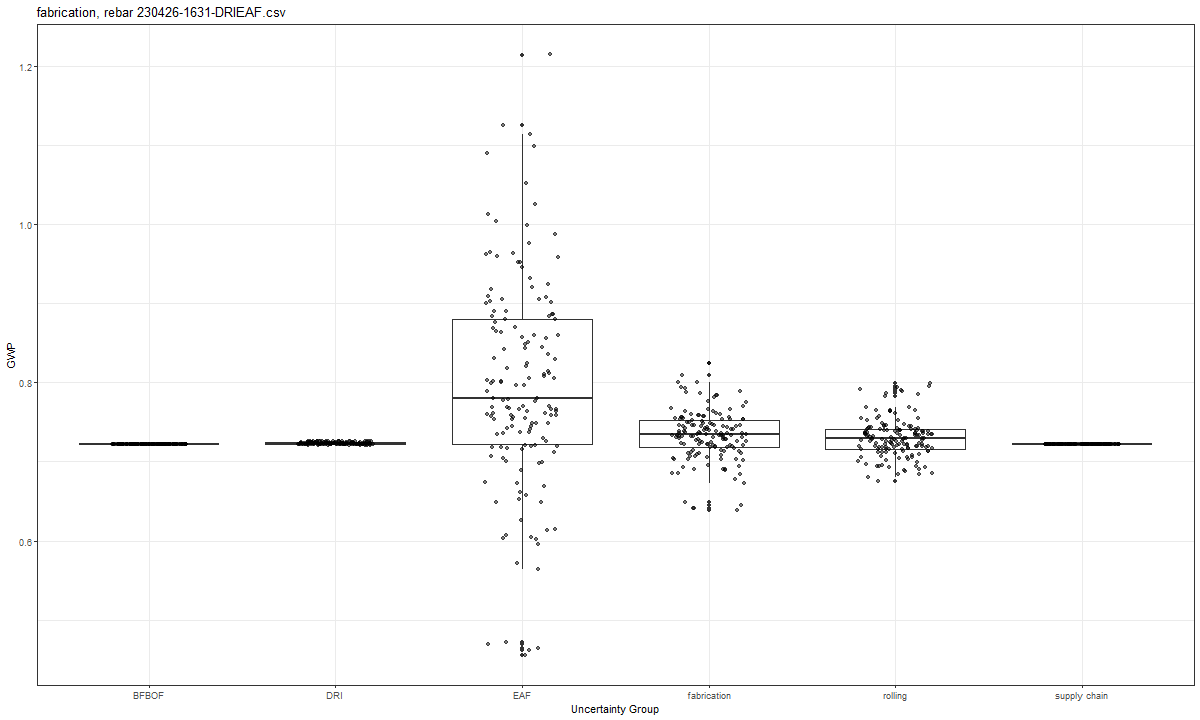 fabrication, rebar 230426-1631-DRIEAF.csv
1.2
1.0
0.8
0.6
GWP
BFBOF DRI EAF fabrication rolling supply chain
Uncertainty Group